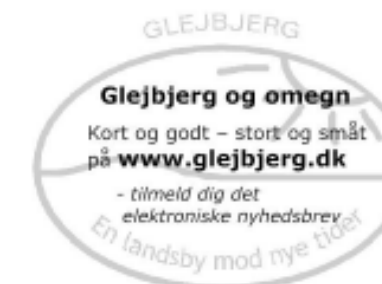 GLEJBJERG
Glejbjerg og omegn
Kort og godt – stort og småt
på www.glejbjerg.dk
- tilmeld dig det
elektroniske nyhedsbrev
En landsby mod nye tider